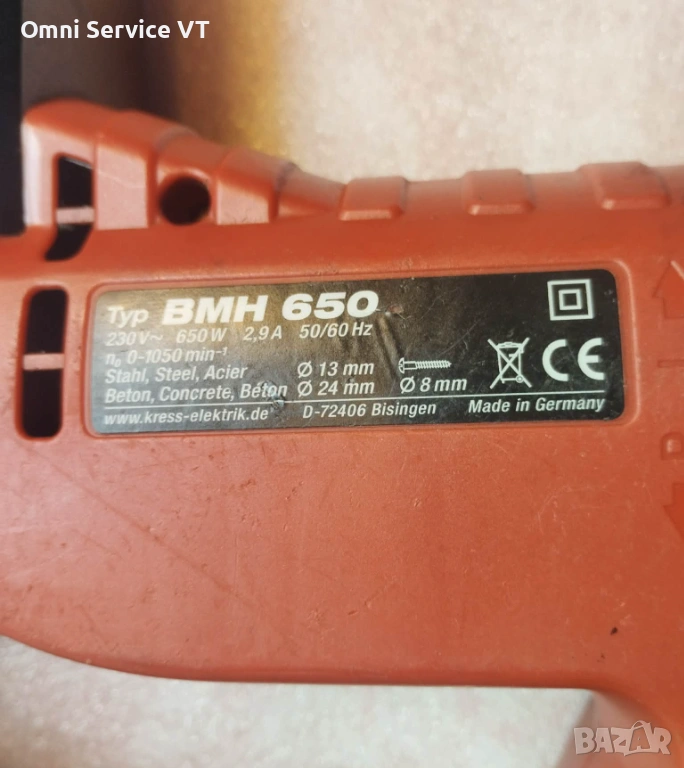 Omni Service VT
Typ BMH 650
230V~ 650W 2,9A 50/60 Hz
n₀ 0-1050 min⁻¹
Stahl, Steel, Acier Ø 13 mm
Beton, Concrete, Béton Ø 24 mm Ø 8 mm
www.kress-elektrik.de D-72406 Bisingen Made in Germany
CE
R
L
BAZAR